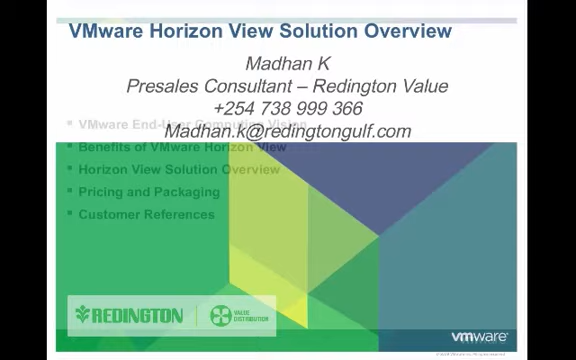 VMware Horizon View Solution Overview
Madhan K
Presales Consultant – Redington Value
+254 738 999 366
VMware End-User Computing Vision
Madhan.k@redingtongulf.com
Benefits of VMware Horizon View
Horizon View Solution Overview
Pricing and Packaging
Customer References
REDINGTON
VALUE
DISTRIBUTION
vmware